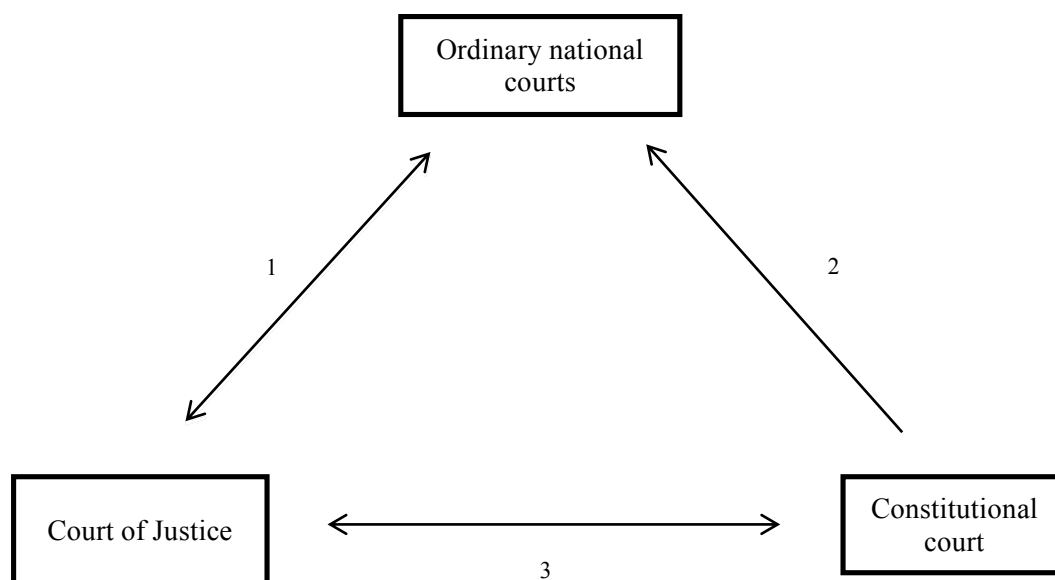 Ordinary national
courts
1
2
Court of Justice
Constitutional
court
3